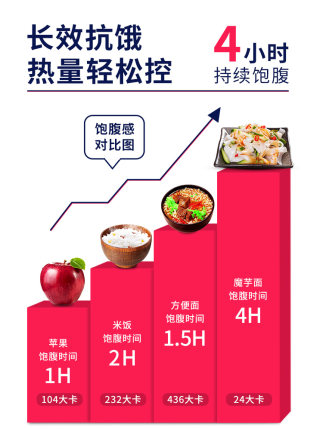 长效抗饿
热量轻松控
4小时
持续饱腹
饱腹感
对比图
苹果
饱腹时间
1H
104大卡
米饭
饱腹时间
2H
232大卡
方便面
饱腹时间
1.5H
436大卡
魔芋面
饱腹时间
4H
24大卡